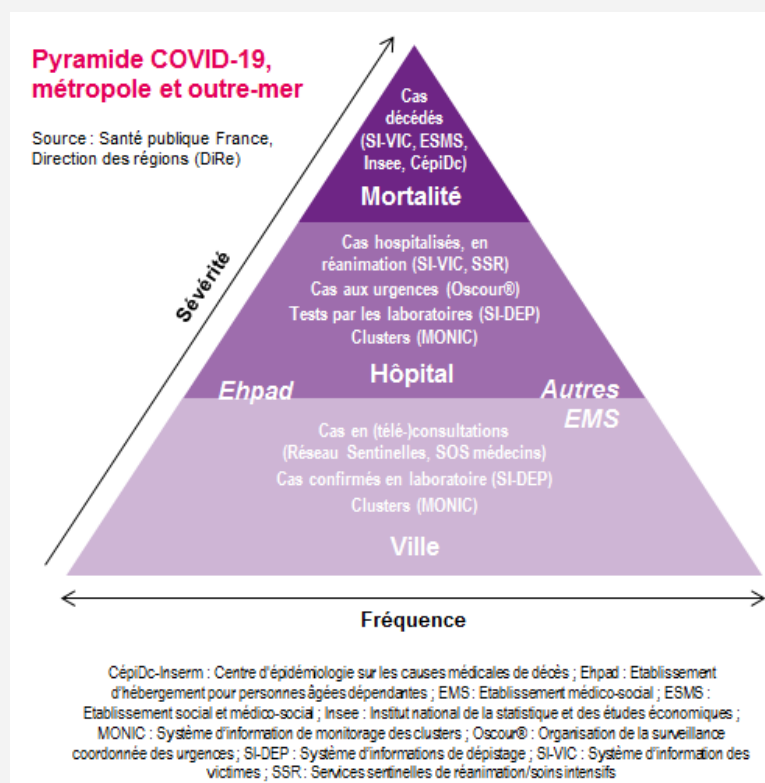 Pyramide COVID-19,
métropole et outre-mer
Source : Santé publique France,
Direction des régions (DiRe)
Cas
décédés
(SI-VIC, ESMS,
Insee, CépiDc)
Mortalité
Sévérité
Cas hospitalisés, en
réanimation (SI-VIC, SSR)
Cas aux urgences (Oscour®)
Tests par les laboratoires (SI-DEP)
Clusters (MONIC)
Hôpital
Ehpad
Autres
EMS
Cas en (télé-)consultations
(Réseau Sentinelles, SOS médecins)
Cas confirmés en laboratoire (SI-DEP)
Clusters (MONIC)
Ville
Fréquence
CépiDc-Inserm : Centre d'épidémiologie sur les causes médicales de décès ; Ehpad : Etablissement
d'hébergement pour personnes âgées dépendantes ; EMS : Etablissement médico-social ; ESMS :
Etablissement social et médico-social ; Insee : Institut national de la statistique et des études économiques ;
MONIC : Système d'information de monitorage des clusters ; Oscour® : Organisation de la surveillance
coordonnée des urgences ; SI-DEP : Système d'informations de dépistage ; SI-VIC : Système d'information des
victimes ; SSR : Services sentinelles de réanimation/soins intensifs